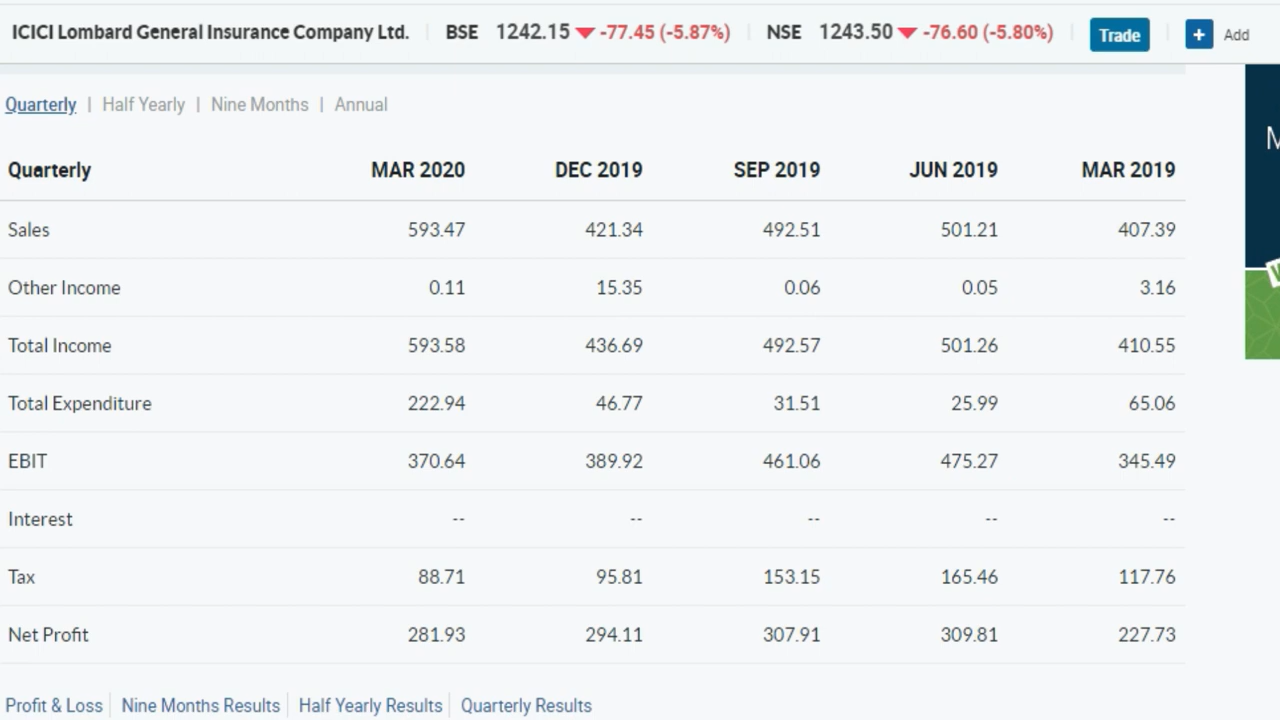 ICICI Lombard General Insurance Company Ltd. BSE 1242.15 -77.45 (-5.87%) NSE 1243.50 -76.60 (-5.80%) Trade + Add
Quarterly | Half Yearly | Nine Months | Annual
Quarterly MAR 2020 DEC 2019 SEP 2019 JUN 2019 MAR 2019
Sales 593.47 421.34 492.51 501.21 407.39
Other Income 0.11 15.35 0.06 0.05 3.16
Total Income 593.58 436.69 492.57 501.26 410.55
Total Expenditure 222.94 46.77 31.51 25.99 65.06
EBIT 370.64 389.92 461.06 475.27 345.49
Interest -- -- -- -- --
Tax 88.71 95.81 153.15 165.46 117.76
Net Profit 281.93 294.11 307.91 309.81 227.73
Profit & Loss | Nine Months Results | Half Yearly Results | Quarterly Results